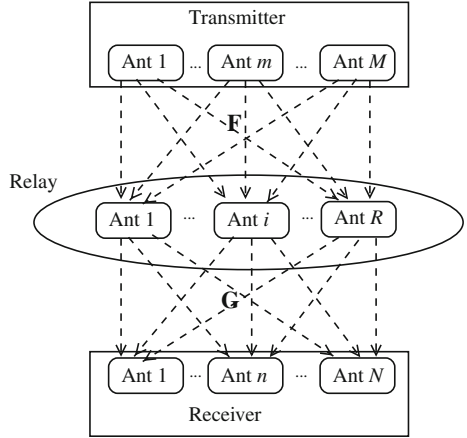 Transmitter
Ant 1 ... Ant m ... Ant M
F
Relay
Ant 1 ... Ant i ... Ant R
G
Ant 1 ... Ant n ... Ant N
Receiver